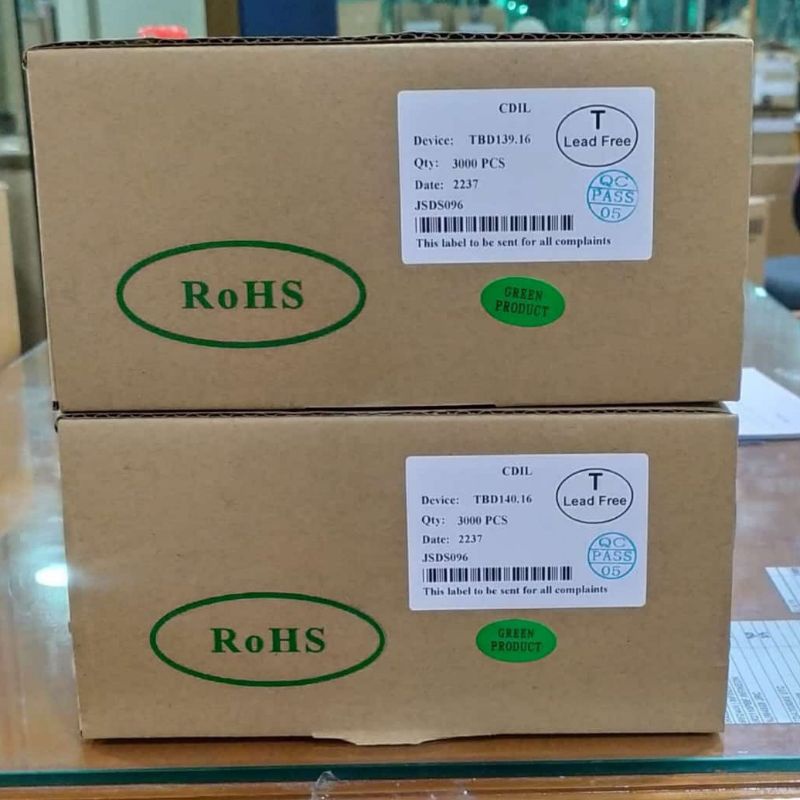 CDIL
Device: TBD139.16
Qty: 3000 PCS
Date: 2237
JSDS096
This label to be sent for all complaints
T
Lead Free
QC
PASS
05
RoHS
GREEN
PRODUCT
CDIL
Device: TBD140.16
Qty: 3000 PCS
Date: 2237
JSDS096
This label to be sent for all complaints
T
Lead Free
QC
PASS
05
RoHS
GREEN
PRODUCT